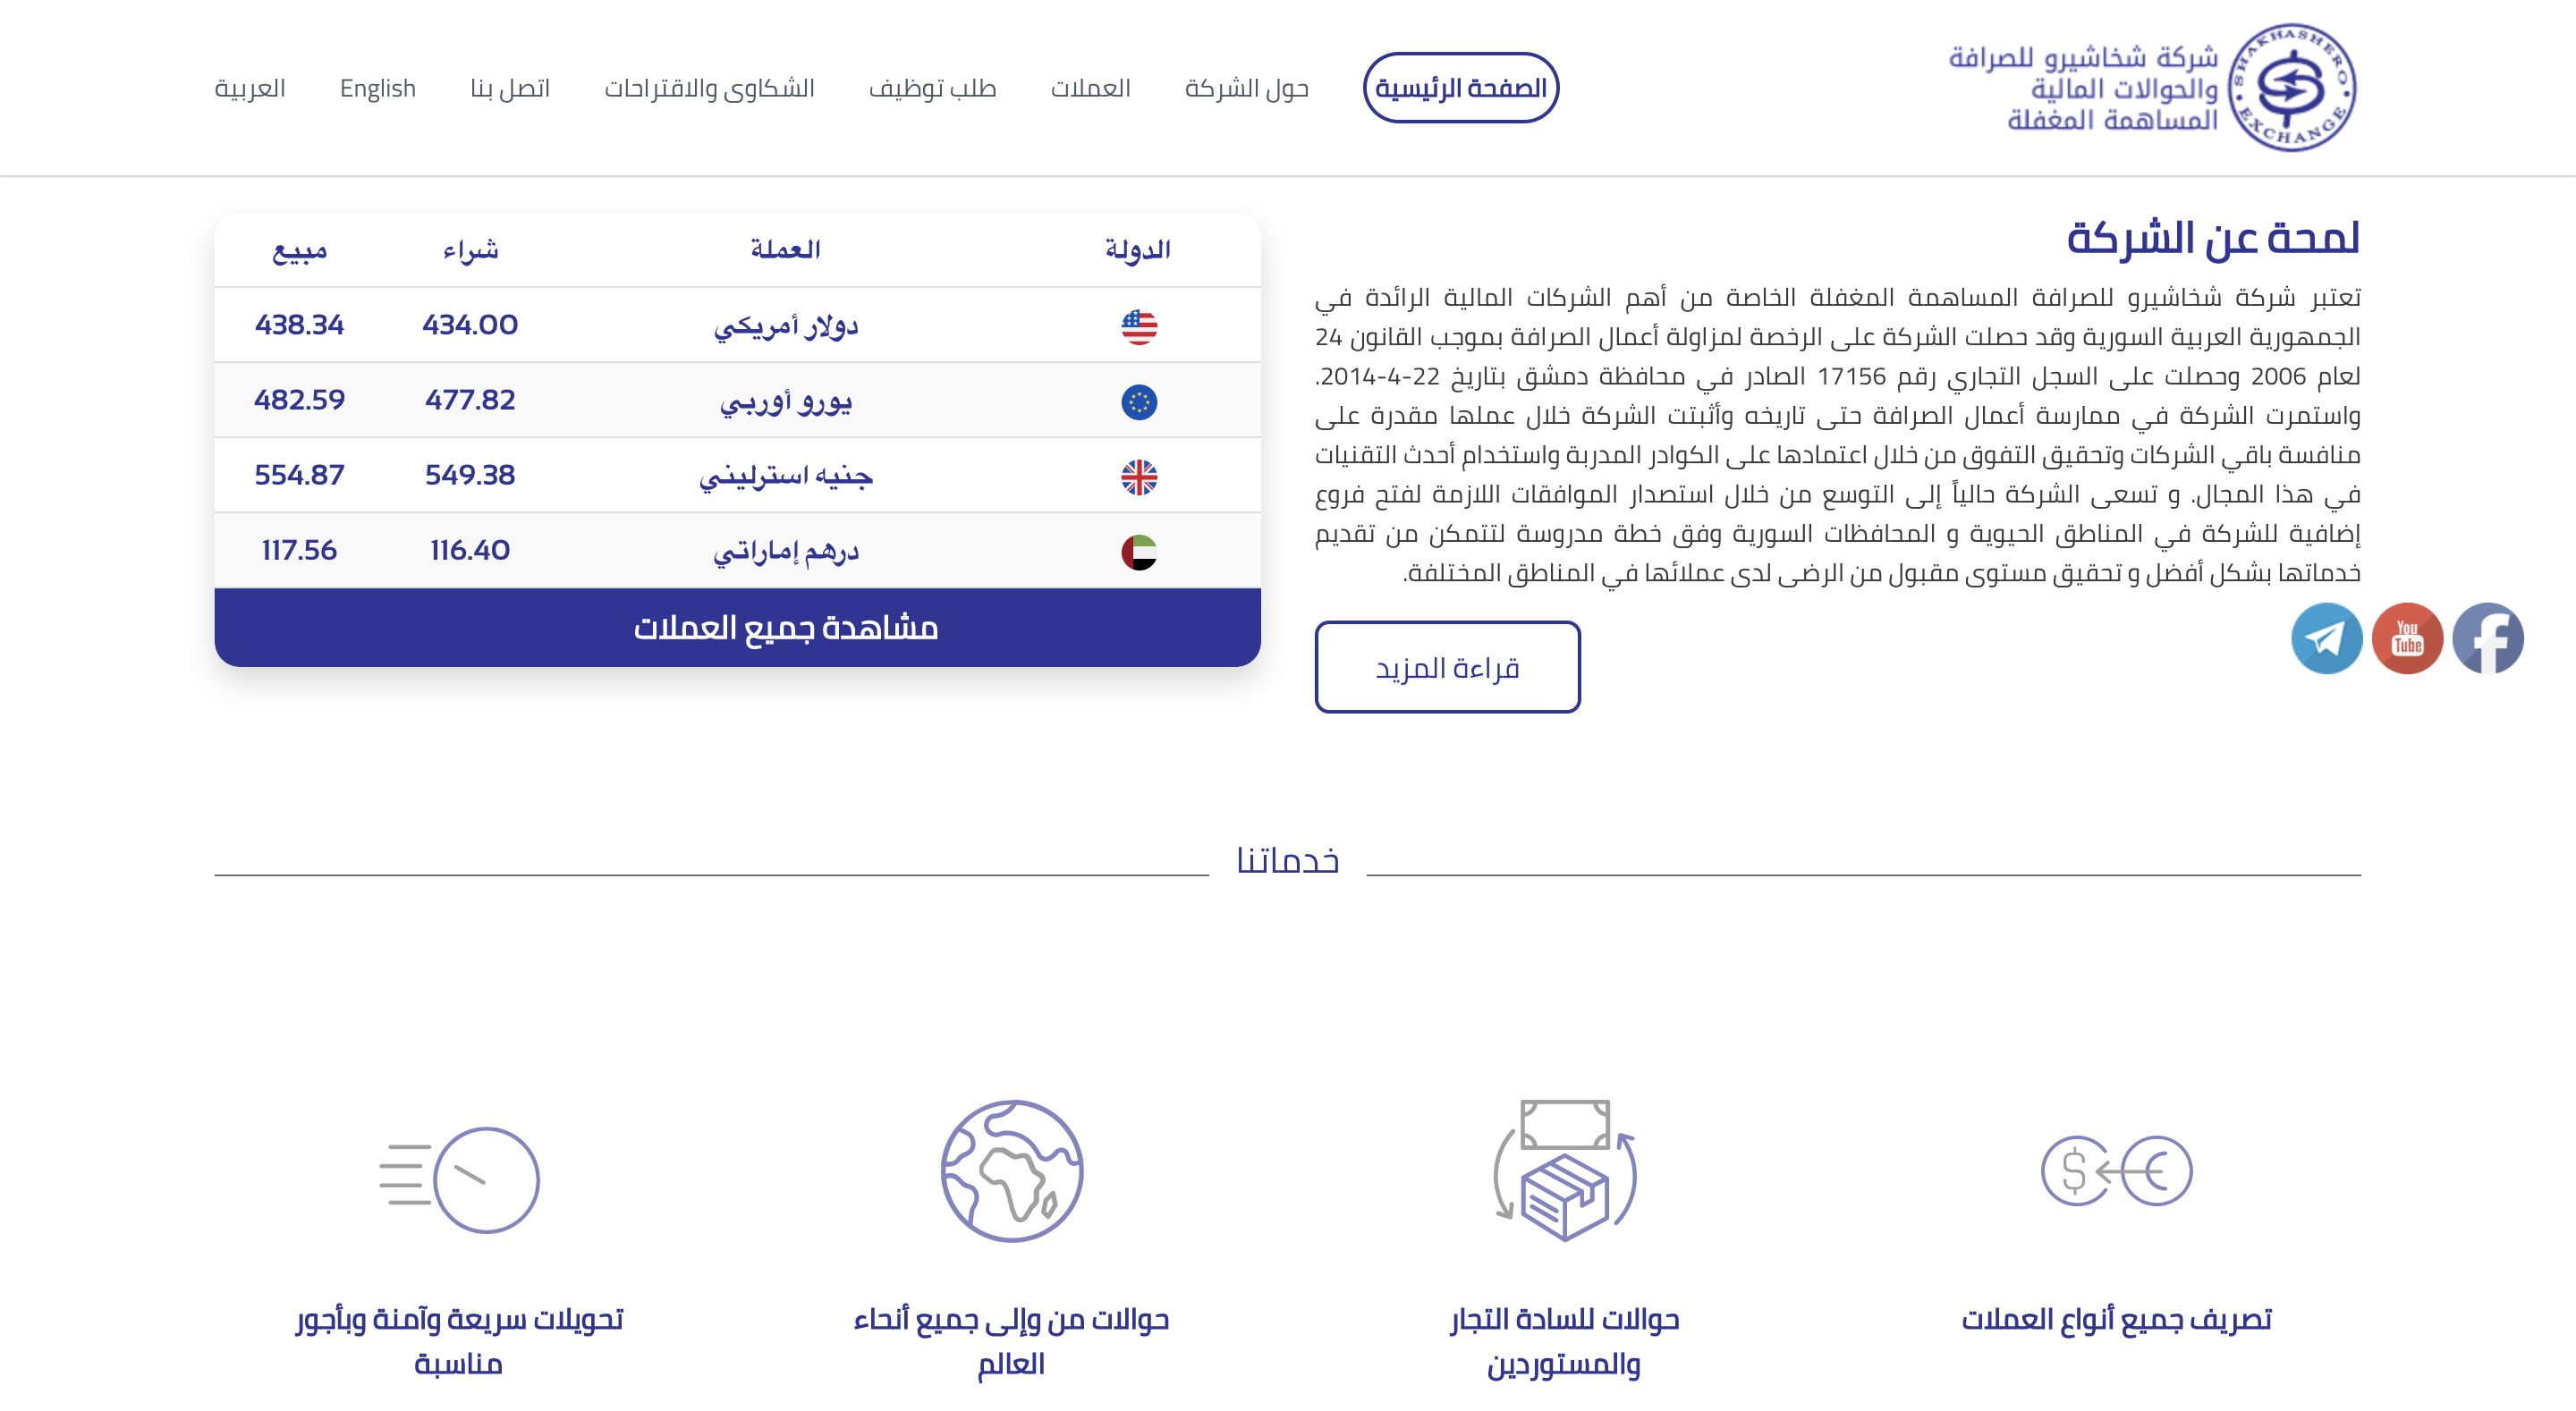 SHAKHASHERO EXCHANGE
شركة شخاشيرو للصرافة
والحوالات المالية
المساهمة المغفلة
الصفحة الرئيسية
حول الشركة
العملات
طلب توظيف
الشكاوى والاقتراحات
اتصل بنا
English
العربية
لمحة عن الشركة
تعتبر شركة شخاشيرو للصرافة المساهمة المغفلة الخاصة من أهم الشركات المالية الرائدة في
الجمهورية العربية السورية وقد حصلت الشركة على الرخصة لمزاولة أعمال الصرافة بموجب القانون 24
لعام 2006 وحصلت على السجل التجاري رقم 17156 الصادر في محافظة دمشق بتاريخ 22-4-2014.
واستمرت الشركة في ممارسة أعمال الصرافة حتى تاريخه وأثبتت الشركة خلال عملها مقدرة على
منافسة باقي الشركات وتحقيق التفوق من خلال اعتمادها على الكوادر المدربة واستخدام أحدث التقنيات
في هذا المجال. و تسعى الشركة حالياً إلى التوسع من خلال استصدار الموافقات اللازمة لفتح فروع
إضافية للشركة في المناطق الحيوية و المحافظات السورية وفق خطة مدروسة لتتمكن من تقديم
خدماتها بشكل أفضل و تحقيق مستوى مقبول من الرضى لدى عملائها في المناطق المختلفة.
قراءة المزيد
You
Tube
الدولة العملة شراء مبيع
دولار أمريكي 434.00 438.34
يورو أوربي 477.82 482.59
جنيه استرليني 549.38 554.87
درهم إماراتي 116.40 117.56
مشاهدة جميع العملات
خدماتنا
تصريف جميع أنواع العملات
حوالات للسادة التجار
والمستوردين
حوالات من وإلى جميع أنحاء
العالم
تحويلات سريعة وآمنة وبأجور
مناسبة